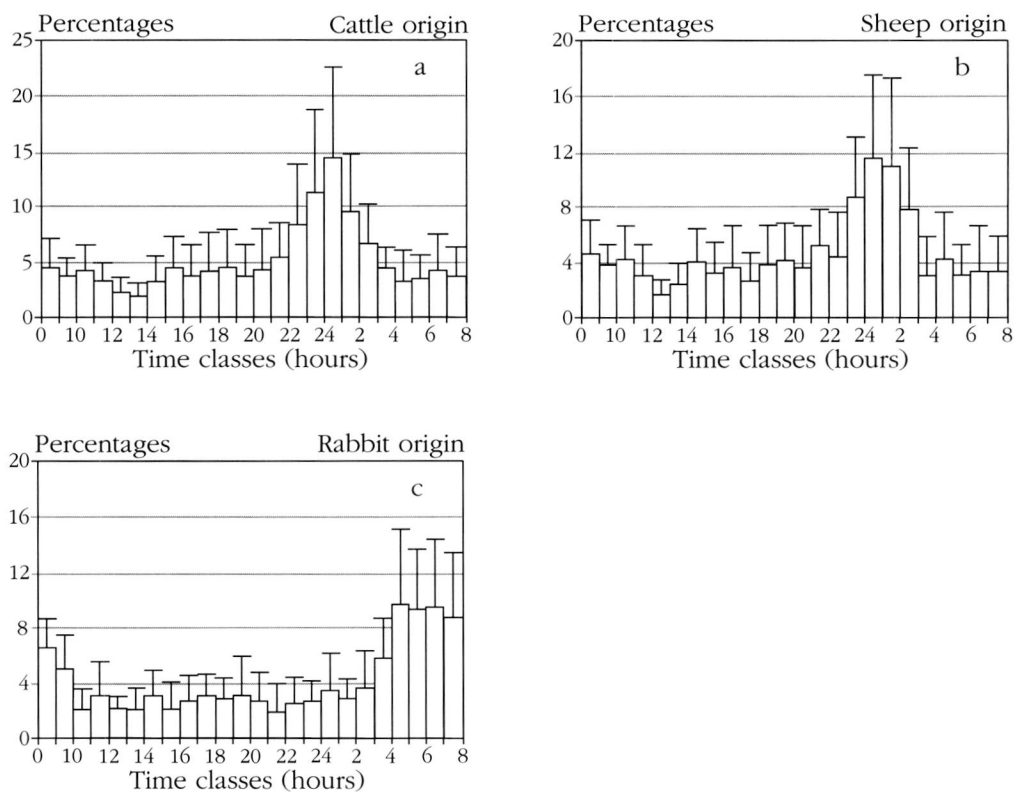 Percentages Cattle origin
a
25
20
15
10
5
0
0 10 12 14 16 18 20 22 24 2 4 6 8
Time classes (hours)
Percentages Sheep origin
b
20
16
12
8
4
0
0 10 12 14 16 18 20 22 24 2 4 6 8
Time classes (hours)
Percentages Rabbit origin
c
20
16
12
8
4
0
0 10 12 14 16 18 20 22 24 2 4 6 8
Time classes (hours)